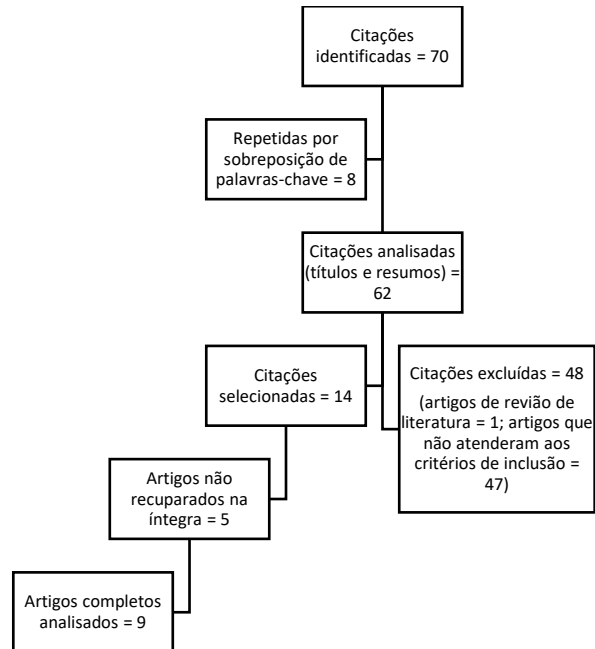 Citações
identificadas = 70
Repetidas por
sobreposição de
palavras-chave = 8
Citações analisadas
(títulos e resumos) =
62
Citações
selecionadas = 14
Citações excluídas = 48
(artigos de revião de
literatura = 1; artigos que
não atenderam aos
critérios de inclusão =
47)
Artigos não
recuparados na
íntegra = 5
Artigos completos
analisados = 9